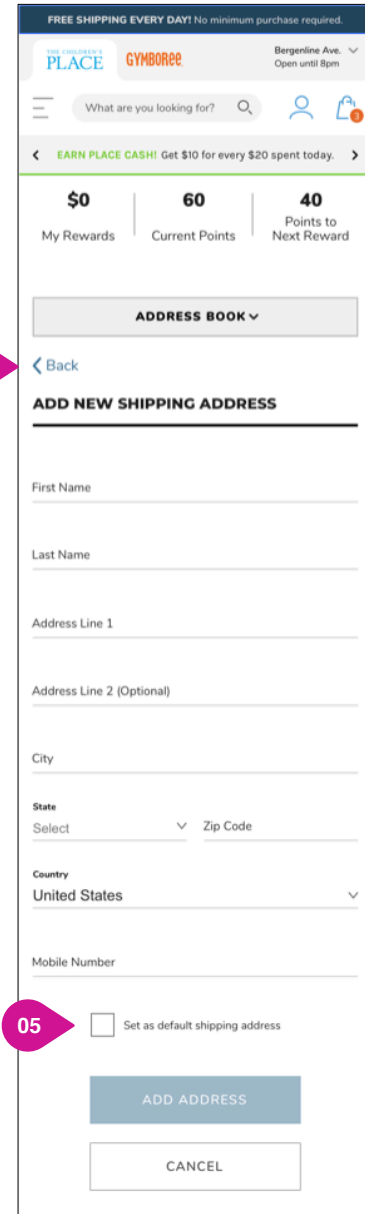 FREE SHIPPING EVERY DAY! No minimum purchase required.
THE CHILDREN'S
PLACE
GYMBOREE
Bergenline Ave.
Open until 8pm
What are you looking for?
3
EARN PLACE CASH! Get $10 for every $20 spent today.
$0
My Rewards
60
Current Points
40
Points to
Next Reward
ADDRESS BOOK
Back
ADD NEW SHIPPING ADDRESS
First Name
Last Name
Address Line 1
Address Line 2 (Optional)
City
State
Select
Zip Code
Country
United States
Mobile Number
05
Set as default shipping address
ADD ADDRESS
CANCEL